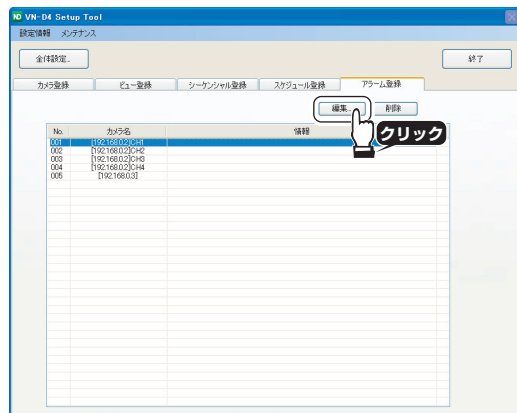 ND VN-D4 Setup Tool
設定情報 メンテナンス
全体設定... 終了
カメラ登録 ビュー登録 シーケンシャル登録 スケジュール登録 アラーム登録
編集... 削除
クリック
No. カメラ名 情報
001 [192.168.0.2]CH1
002 [192.168.0.2]CH2
003 [192.168.0.2]CH3
004 [192.168.0.2]CH4
005 [192.168.0.3]